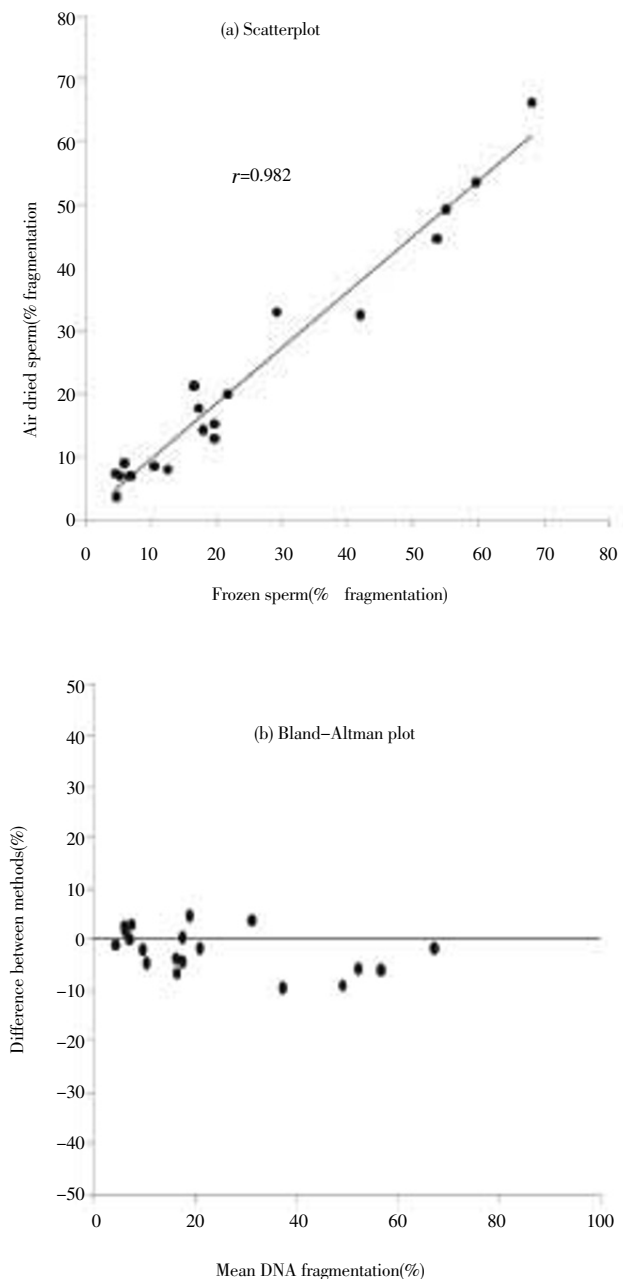 (a) Scatterplot
r=0.982
Air dried sperm(% fragmentation)
80
70
60
50
40
30
20
10
0
0 10 20 30 40 50 60 70 80
Frozen sperm(% fragmentation)
(b) Bland−Altman plot
Difference between methods(%)
50
40
30
20
10
0
−10
−20
−30
−40
−50
0 20 40 60 80 100
Mean DNA fragmentation(%)